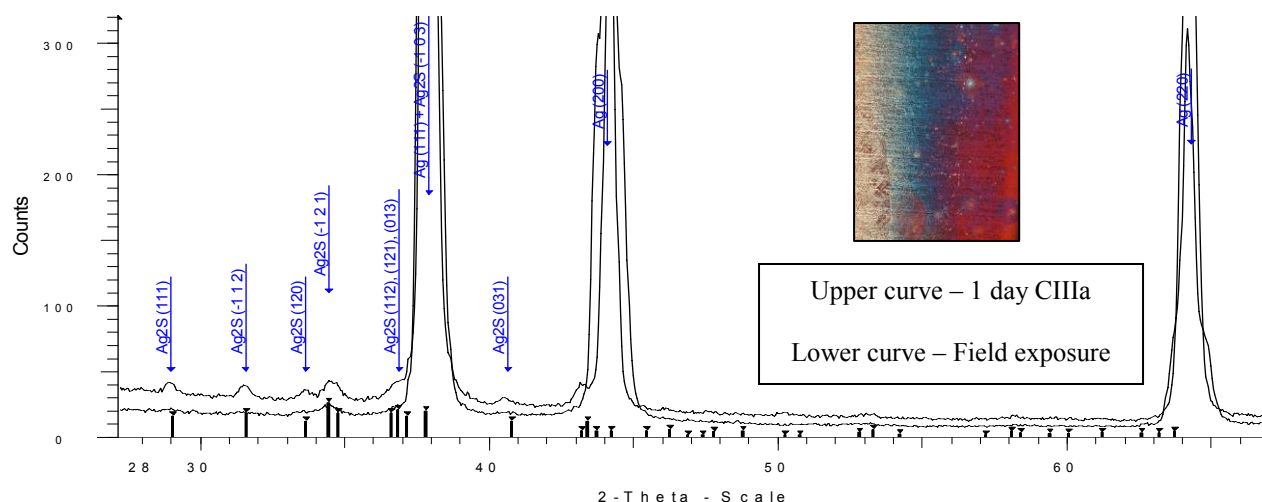 300
200
100
0
Counts
Ag2S (111)
Ag2S (-1 1 2)
Ag2S (120)
Ag2S (-1 2 1)
Ag2S (112), (121), (013)
Ag (111) + Ag2S (-1 0 3)
Ag2S (031)
Ag (200)
Ag (220)
Upper curve – 1 day CIIIa
Lower curve – Field exposure
28 30 40 50 60
2-Theta - Scale